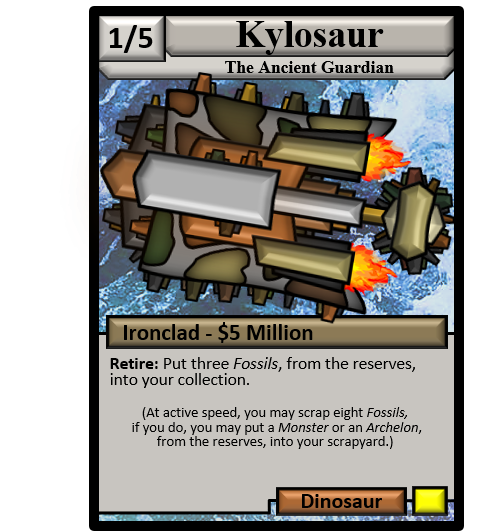 1/5
Kylosaur
The Ancient Guardian
Ironclad - $5 Million
Retire: Put three Fossils, from the reserves,
into your collection.
(At active speed, you may scrap eight Fossils,
if you do, you may put a Monster or an Archelon,
from the reserves, into your scrapyard.)
Dinosaur